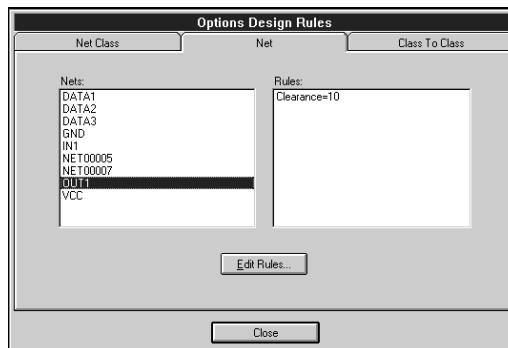 Options Design Rules
Net Class
Net
Class To Class
Nets:
DATA1
DATA2
DATA3
GND
IN1
NET00005
NET00007
OUT1
VCC
Rules:
Clearance=10
Edit Rules...
Close